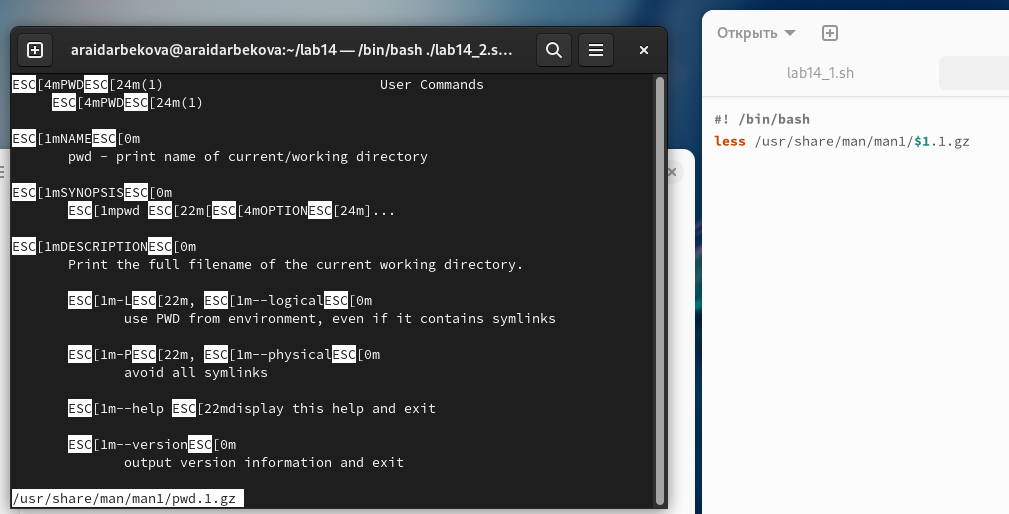 araidarbekova@araidarbekova:~/lab14 — /bin/bash ./lab14_2.s...
ESC[4mPWDESC[24m(1) User Commands
ESC[4mPWDESC[24m(1)
ESC[1mNAMEESC[0m
pwd - print name of current/working directory
ESC[1mSYNOPSISESC[0m
ESC[1mpwd ESC[22m[ESC[4mOPTIONESC[24m]...
ESC[1mDESCRIPTIONESC[0m
Print the full filename of the current working directory.
ESC[1m-LESC[22m, ESC[1m--logicalESC[0m
use PWD from environment, even if it contains symlinks
ESC[1m-PESC[22m, ESC[1m--physicalESC[0m
avoid all symlinks
ESC[1m--help ESC[22mdisplay this help and exit
ESC[1m--versionESC[0m
output version information and exit
/usr/share/man/man1/pwd.1.gz
Открыть
lab14_1.sh
#! /bin/bash
less /usr/share/man/man1/$1.1.gz